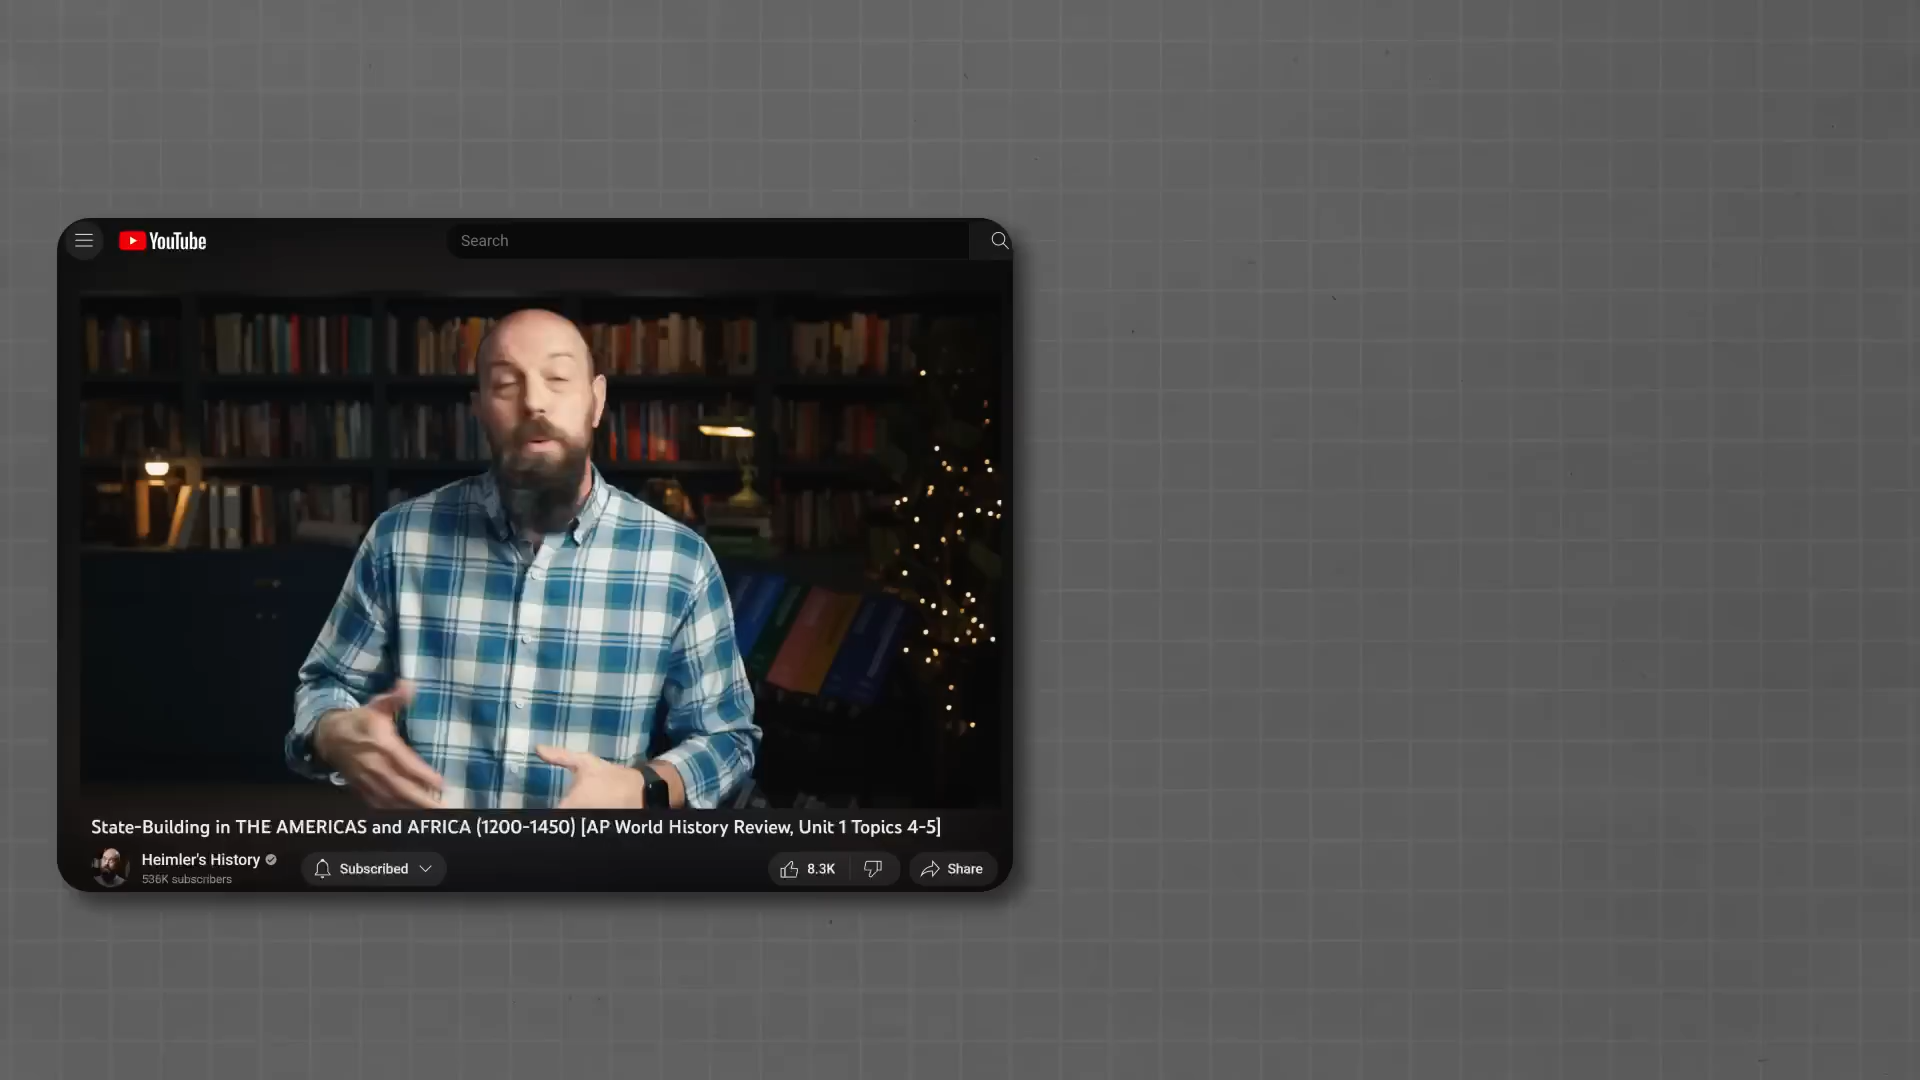 YouTube
Search
State-Building in THE AMERICAS and AFRICA (1200-1450) [AP World History Review, Unit 1 Topics 4-5]
Heimler's History
536K subscribers
Subscribed
8.3K
Share